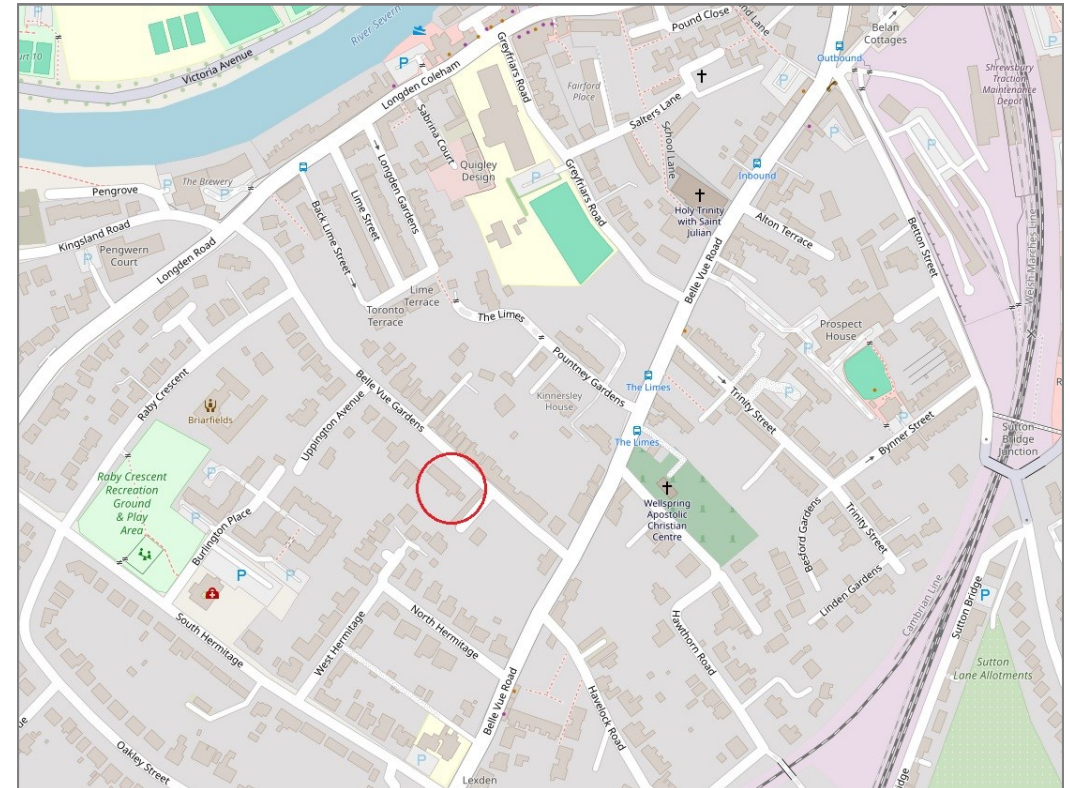 Pound Close
Belan
Cottages
River Severn
Victoria Avenue
P
Outbound
Greyfriars Road
Longden Coleham
Fairford
Place
Salters Lane
Shrewsbury
Traction
Maintenance
Depot
Sabrina Court
School Lane
Longden Gardens
Quigley
Design
P
Inbound
Pengrove
The Brewery
P
Lime Street
Back Lime Street
Greyfriars Road
Holy Trinity
with Saint
Julian
Alton Terrace
Betton Street
Kingsland Road
Pengwern
Court
P
Longden Road
Belle Vue Road
Welsh Marches Line
Lime
Terrace
Toronto
Terrace
The Limes
Prospect
House
P
Pountney Gardens
The Limes
Trinity Street
P
Raby Crescent
Belle Vue Gardens
Kinnersley
House
Briarfields
Uppington Avenue
The Limes
Bynner Street
P
Sutton
Bridge
Junction
Raby Crescent
Recreation
Ground
& Play
Area
P
Wellspring
Apostolic
Christian
Centre
Besford Gardens
Trinity Street
Burlington Place
P
P
Linden Gardens
Cambrian Line
Sutton Bridge
P
South Hermitage
West Hermitage
North Hermitage
Hawthorn Road
Sutton
Lane Allotments
Belle Vue Road
Havelock Road
Oakley Street
P
Lexden